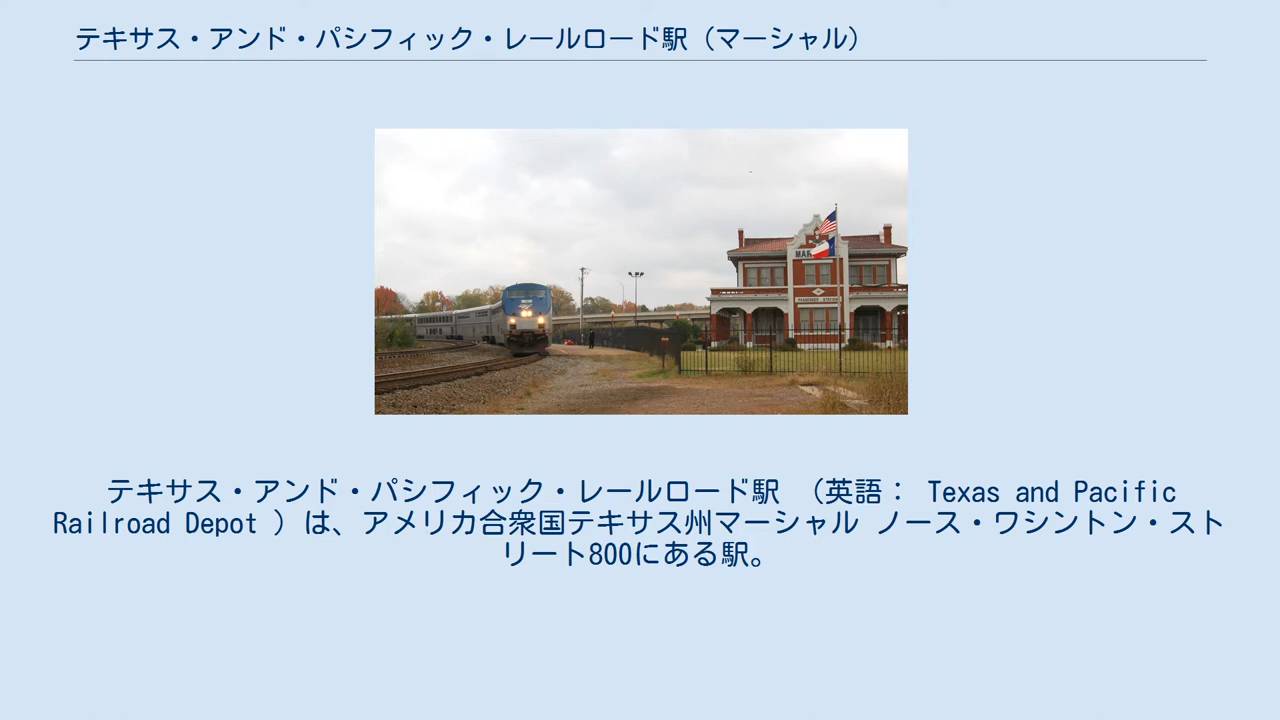 テキサス・アンド・パシフィック・レールロード駅（マーシャル）
PASSENGER STATION
テキサス・アンド・パシフィック・レールロード駅 （英語： Texas and Pacific
Railroad Depot ）は、アメリカ合衆国テキサス州マーシャル ノース・ワシントン・スト
リート800にある駅。